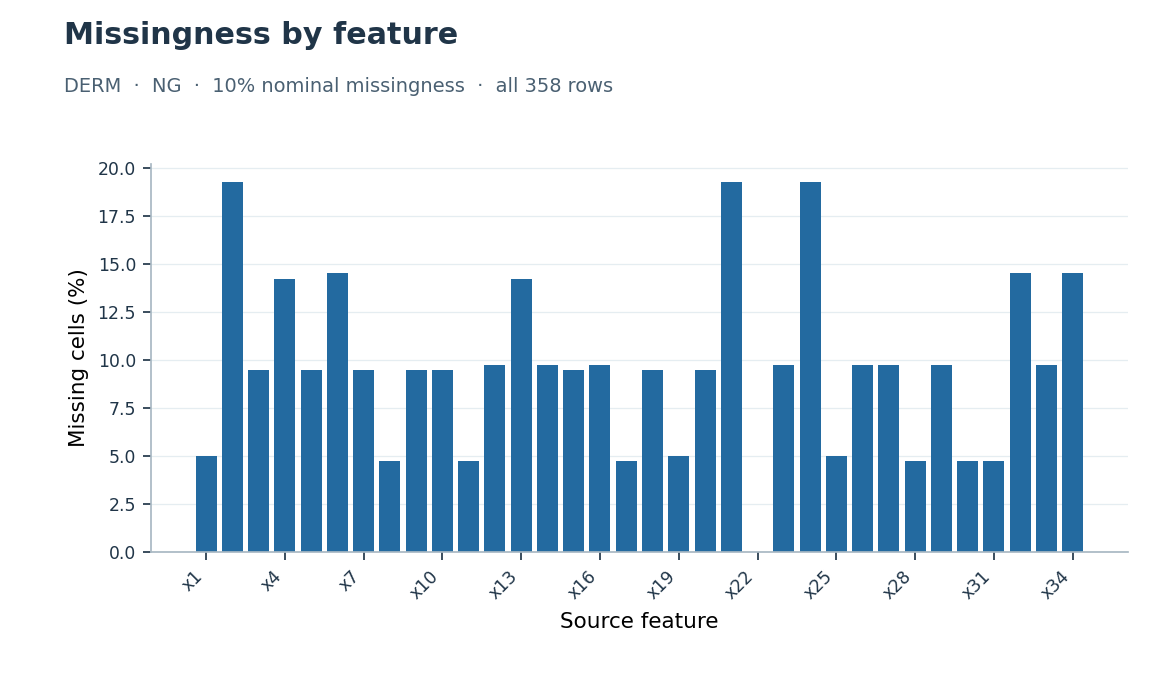 Missingness by feature
DERM · NG · 10% nominal missingness · all 358 rows
20.0
17.5
15.0
12.5
10.0
7.5
5.0
2.5
0.0
Missing cells (%)
x1 x4 x7 x10 x13 x16 x19 x22 x25 x28 x31 x34
Source feature